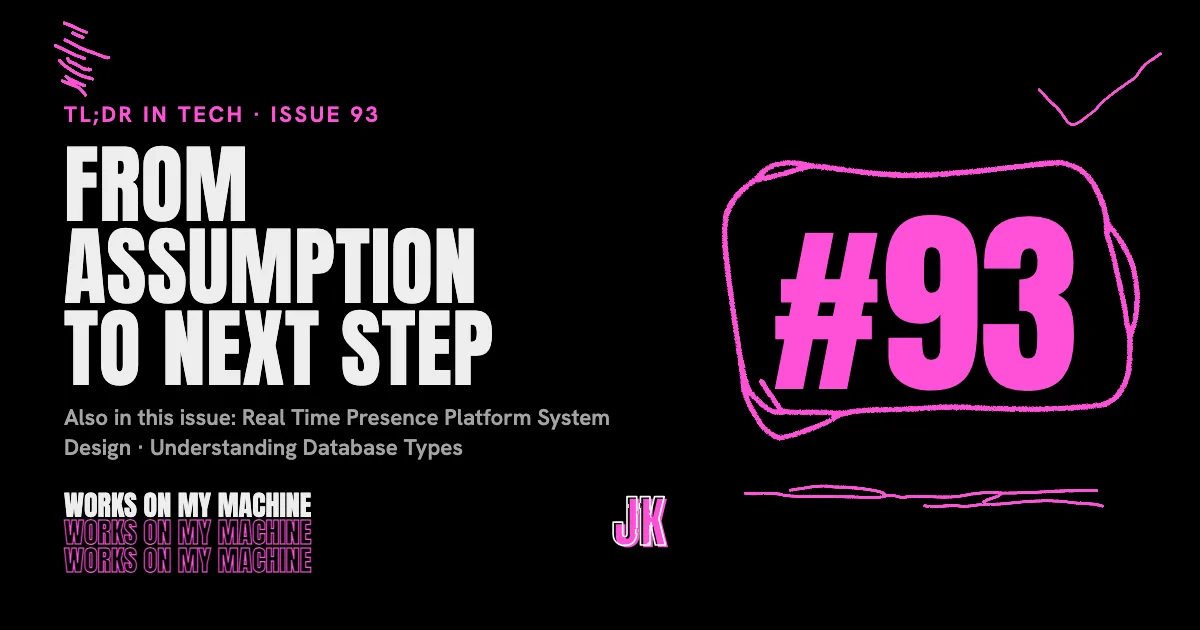 TL;DR IN TECH · ISSUE 93
FROM
ASSUMPTION
TO NEXT STEP
Also in this issue: Real Time Presence Platform System
Design · Understanding Database Types
WORKS ON MY MACHINE
WORKS ON MY MACHINE
WORKS ON MY MACHINE
JK
#93